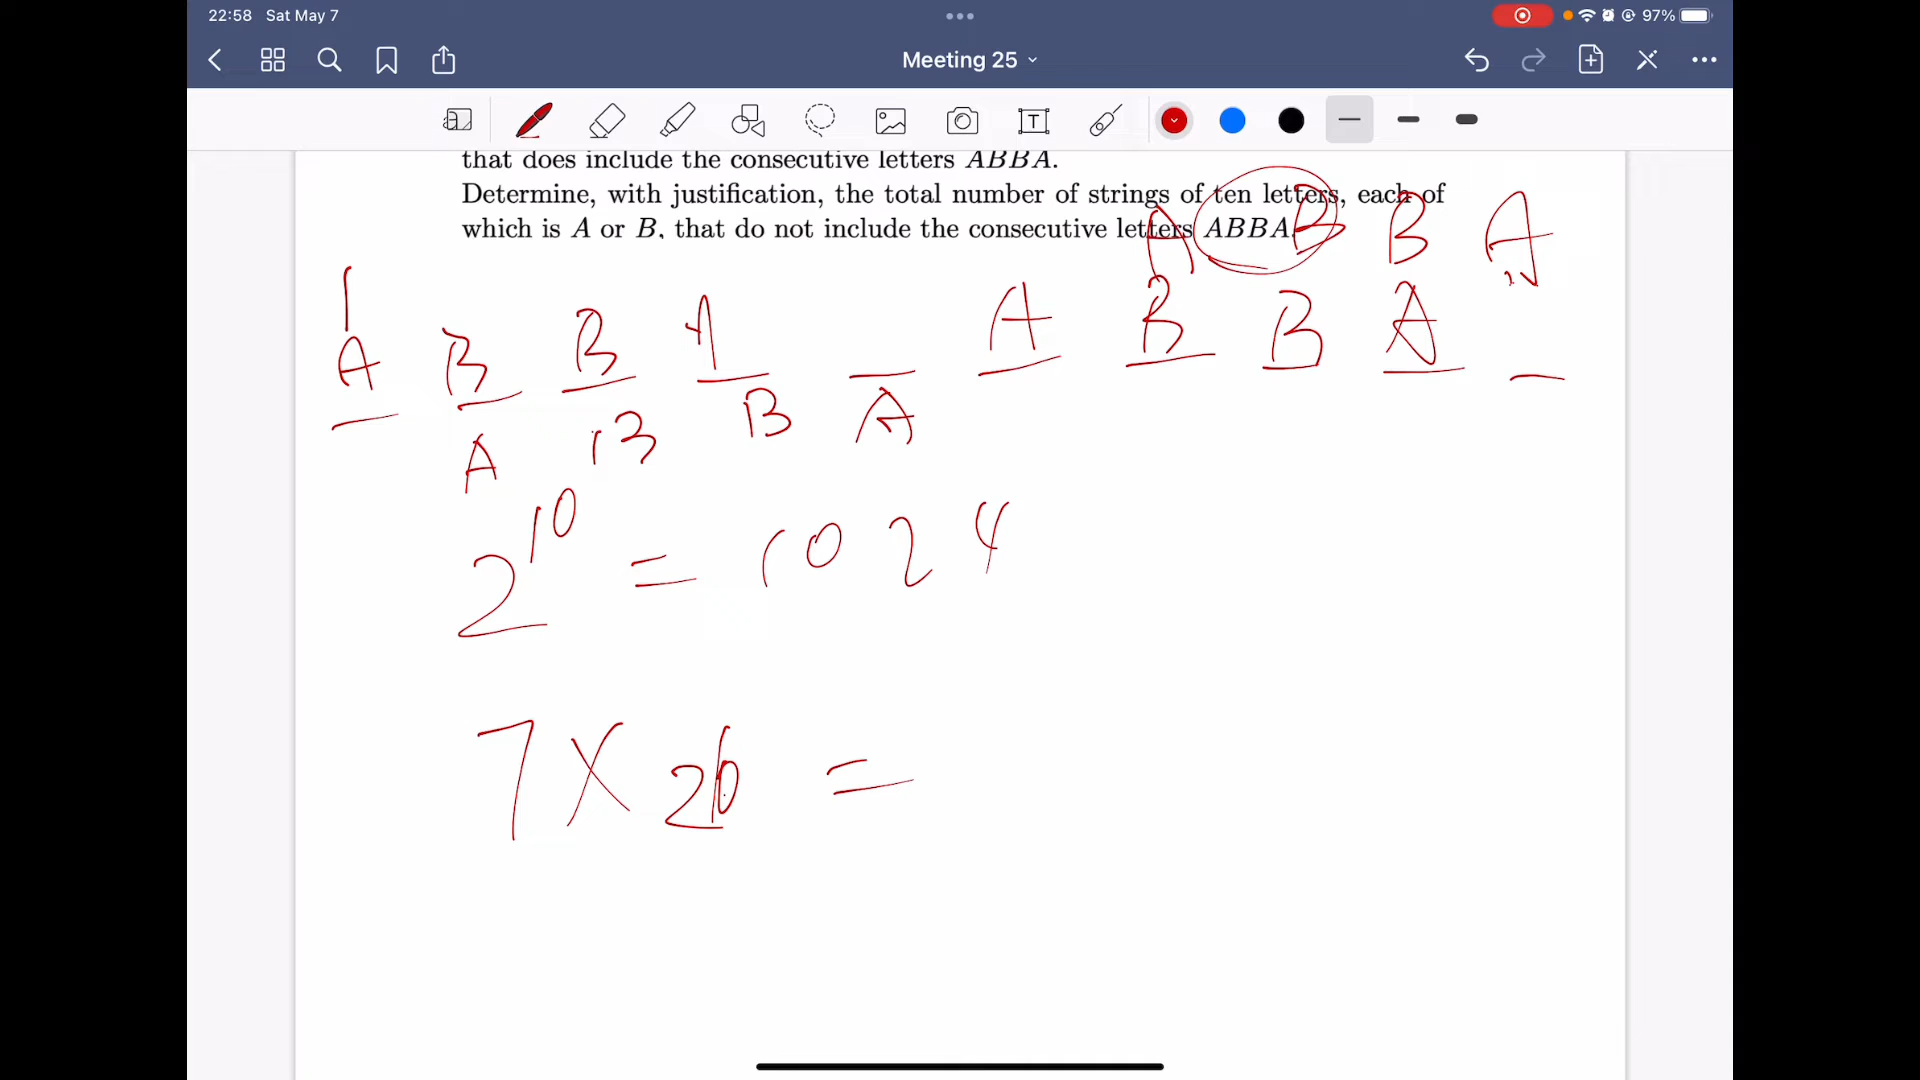 22:58 Sat May 7 97%
Meeting 25
that does include the consecutive letters ABBA.
Determine, with justification, the total number of strings of ten letters, each of
which is A or B, that do not include the consecutive letters ABBA.
A B B A
A B B A A B B A
A B B A
2^10 = 1024
7 × 26 =